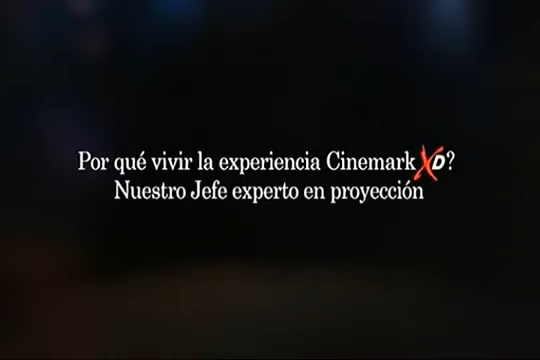 Por qué vivir la experiencia Cinemark XD?
Nuestro Jefe experto en proyección